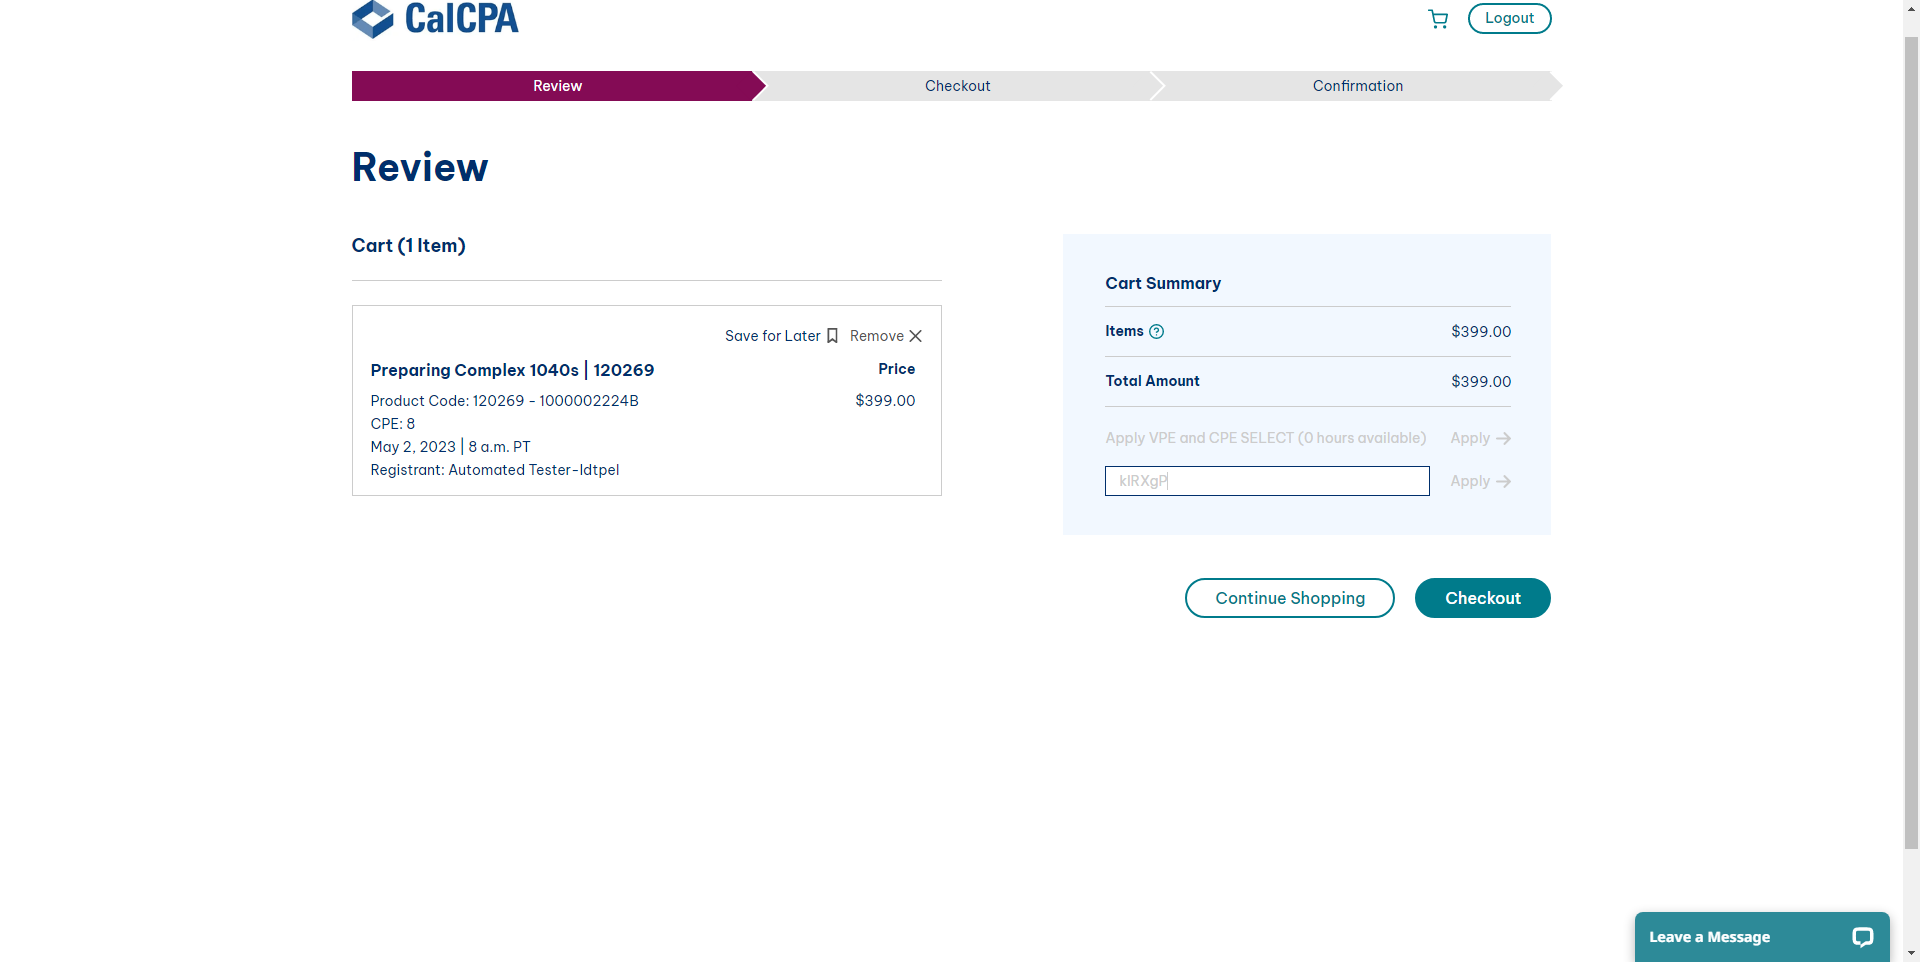 CalCPA
Logout
Review
Checkout
Confirmation
Review
Cart (1 Item)
Save for Later
Remove
Preparing Complex 1040s | 120269
Price
Product Code: 120269 - 1000002224B
$399.00
CPE: 8
May 2, 2023 | 8 a.m. PT
Registrant: Automated Tester-ldtpel
Cart Summary
Items
$399.00
Total Amount
$399.00
Apply VPE and CPE SELECT (0 hours available)
Apply
kIRXgP
Apply
Continue Shopping
Checkout
Leave a Message